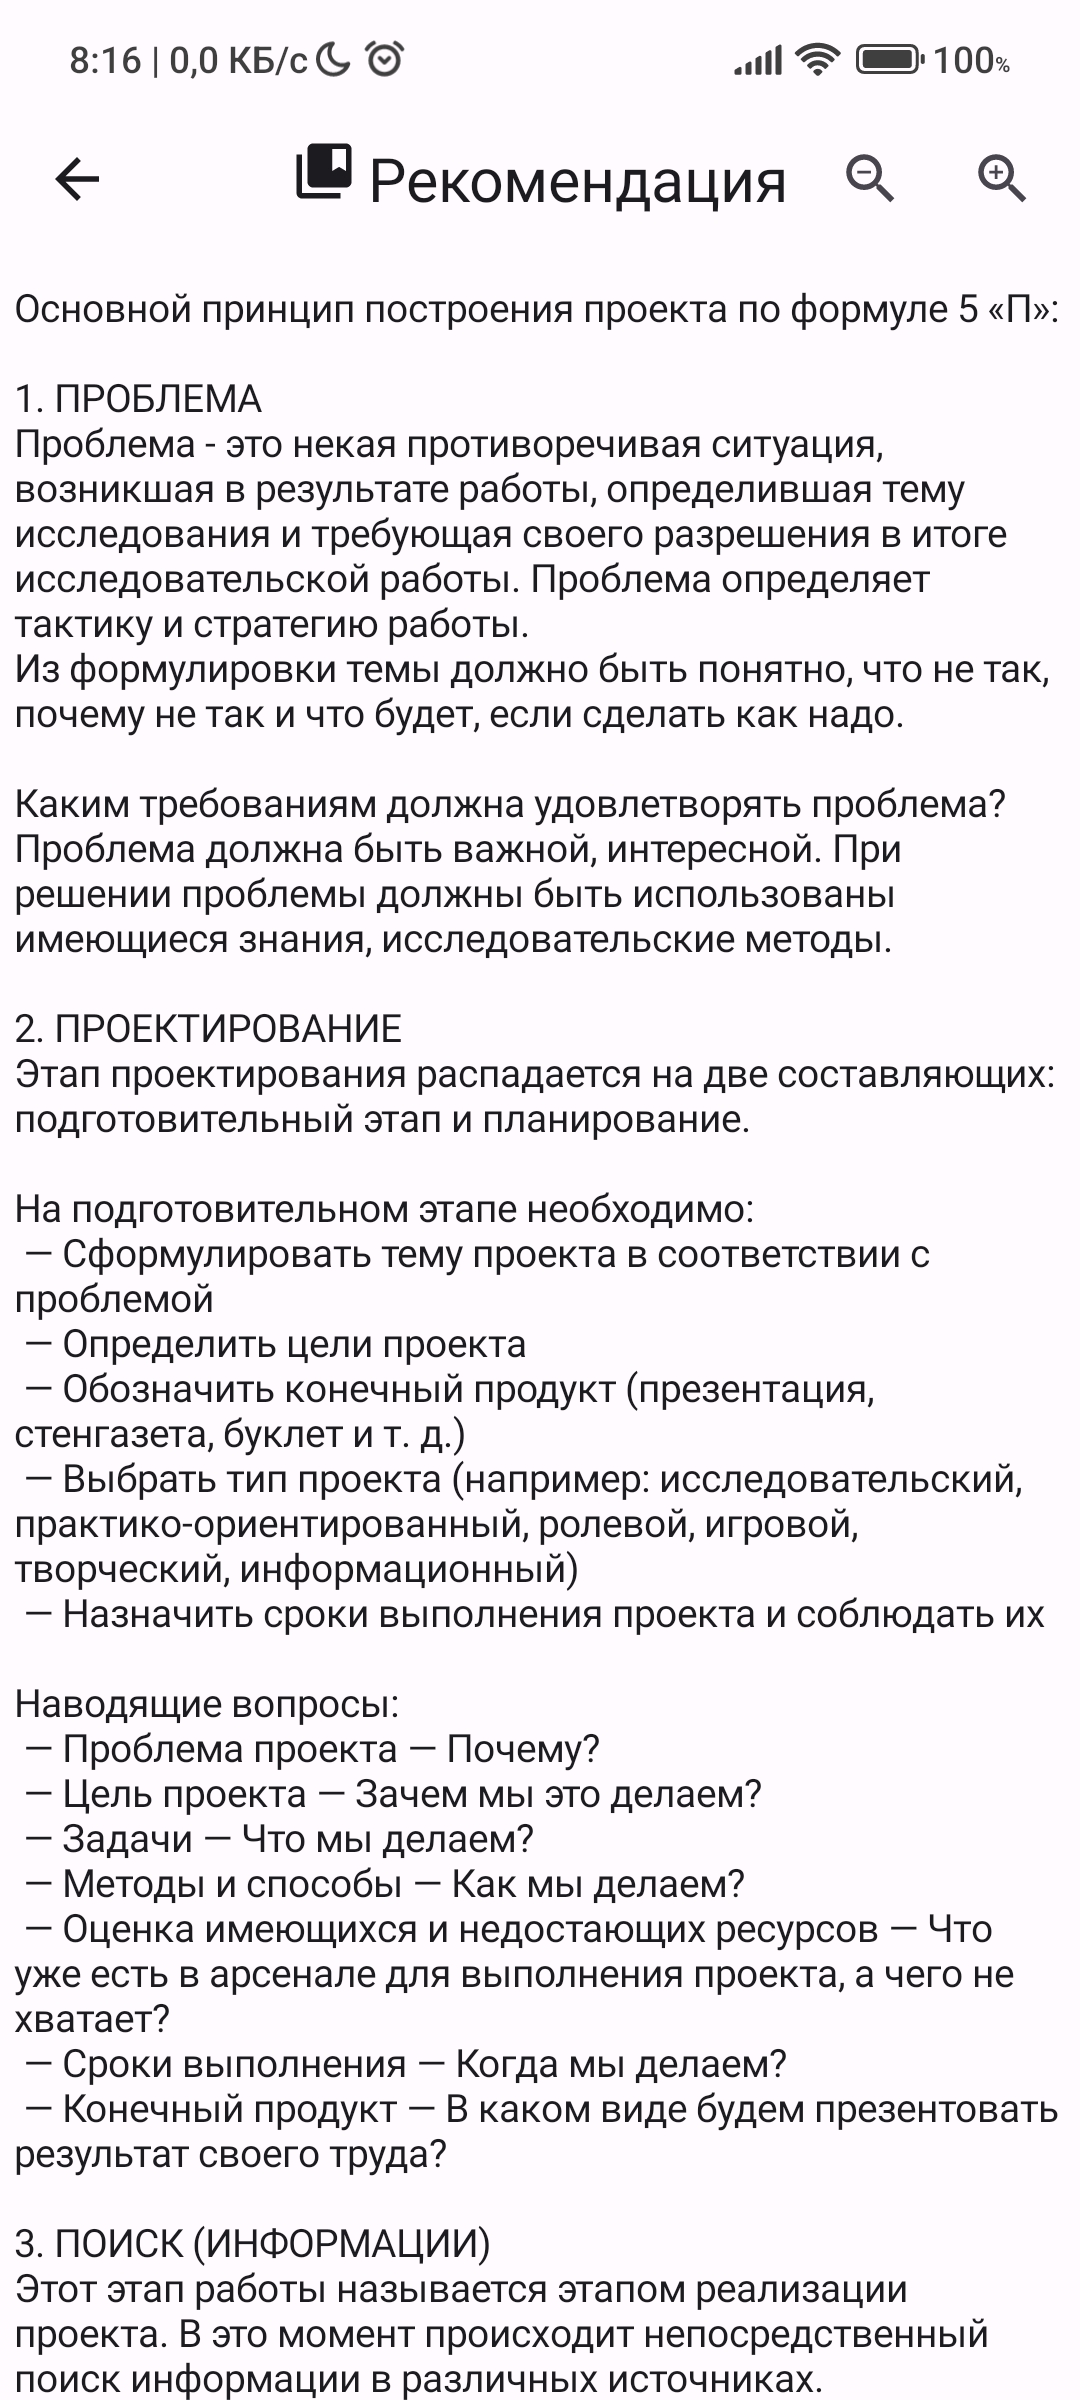 8:16 | 0,0 КБ/с 100%
Рекомендация
Основной принцип построения проекта по формуле 5 «П»:
1. ПРОБЛЕМА
Проблема - это некая противоречивая ситуация,
возникшая в результате работы, определившая тему
исследования и требующая своего разрешения в итоге
исследовательской работы. Проблема определяет
тактику и стратегию работы.
Из формулировки темы должно быть понятно, что не так,
почему не так и что будет, если сделать как надо.
Каким требованиям должна удовлетворять проблема?
Проблема должна быть важной, интересной. При
решении проблемы должны быть использованы
имеющиеся знания, исследовательские методы.
2. ПРОЕКТИРОВАНИЕ
Этап проектирования распадается на две составляющих:
подготовительный этап и планирование.
На подготовительном этапе необходимо:
— Сформулировать тему проекта в соответствии с
проблемой
— Определить цели проекта
— Обозначить конечный продукт (презентация,
стенгазета, буклет и т. д.)
— Выбрать тип проекта (например: исследовательский,
практико-ориентированный, ролевой, игровой,
творческий, информационный)
— Назначить сроки выполнения проекта и соблюдать их
Наводящие вопросы:
— Проблема проекта — Почему?
— Цель проекта — Зачем мы это делаем?
— Задачи — Что мы делаем?
— Методы и способы — Как мы делаем?
— Оценка имеющихся и недостающих ресурсов — Что
уже есть в арсенале для выполнения проекта, а чего не
хватает?
— Сроки выполнения — Когда мы делаем?
— Конечный продукт — В каком виде будем презентовать
результат своего труда?
3. ПОИСК (ИНФОРМАЦИИ)
Этот этап работы называется этапом реализации
проекта. В это момент происходит непосредственный
поиск информации в различных источниках.